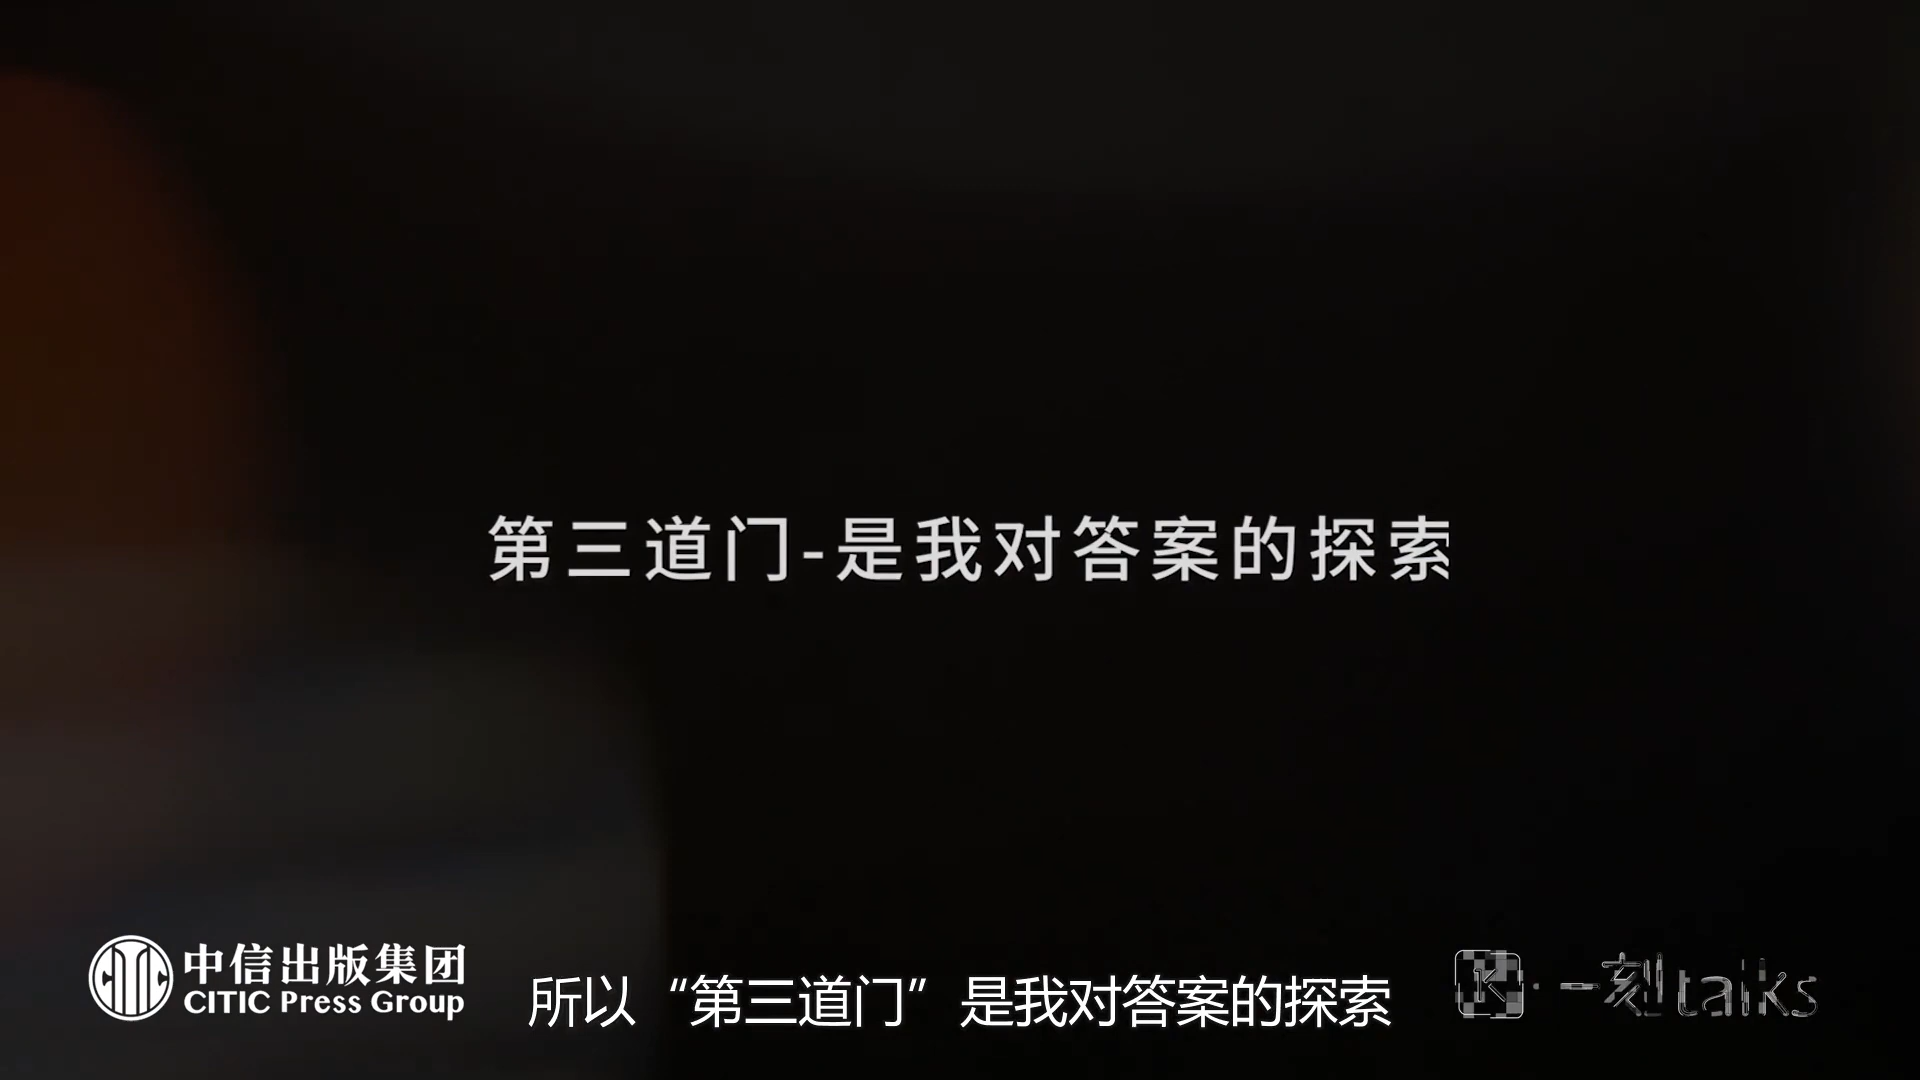 第三道门-是我对答案的探索
中信出版集团
CITIC Press Group
所以“第三道门”是我对答案的探索
K·一刻talks